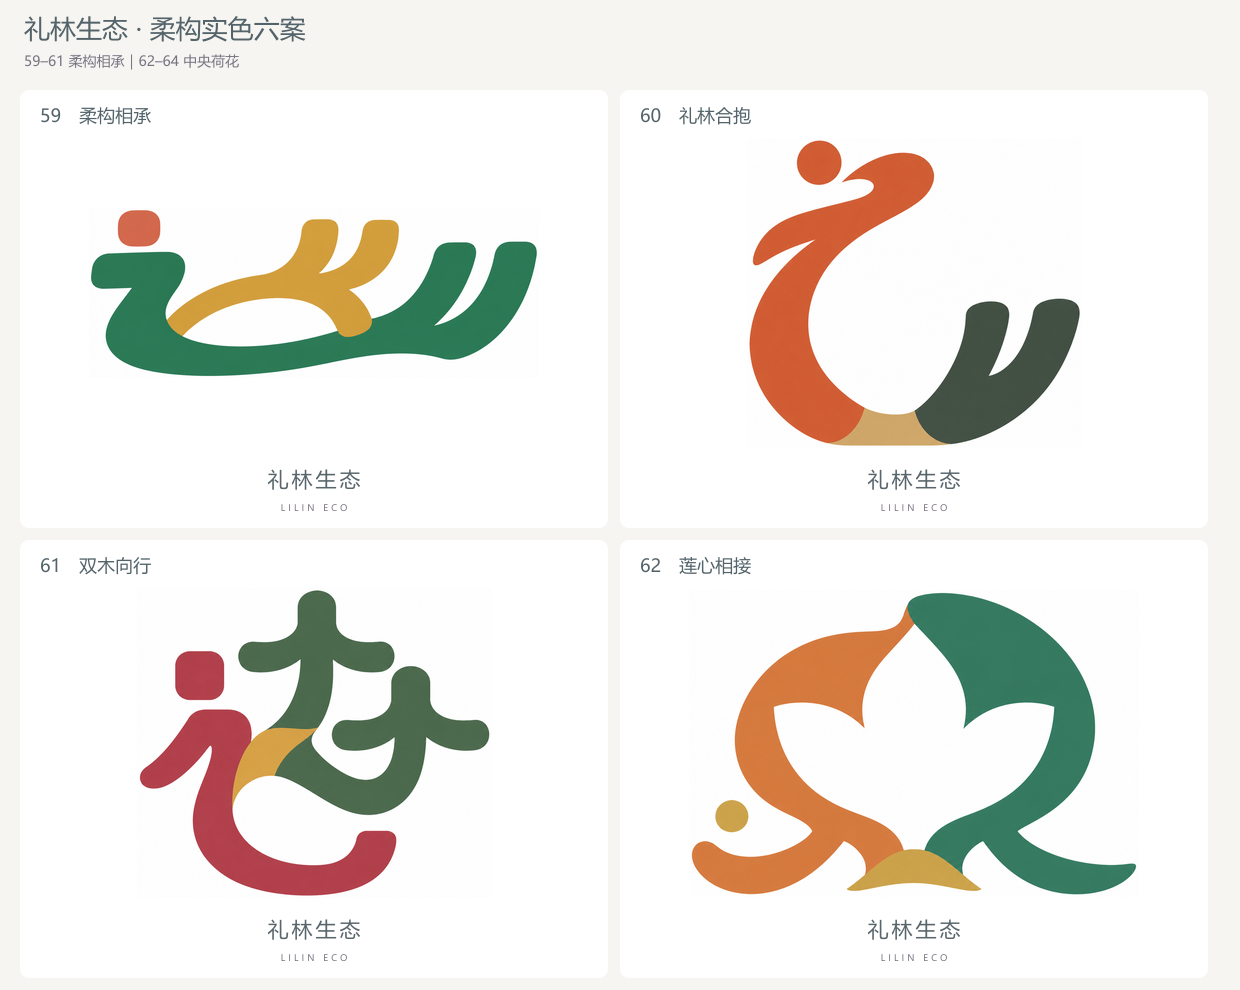 礼林生态 · 柔构实色六案
59–61 柔构相承 | 62–64 中央荷花
59 柔构相承
礼林生态
LILIN ECO
60 礼林合抱
礼林生态
LILIN ECO
61 双木向行
礼林生态
LILIN ECO
62 莲心相接
礼林生态
LILIN ECO